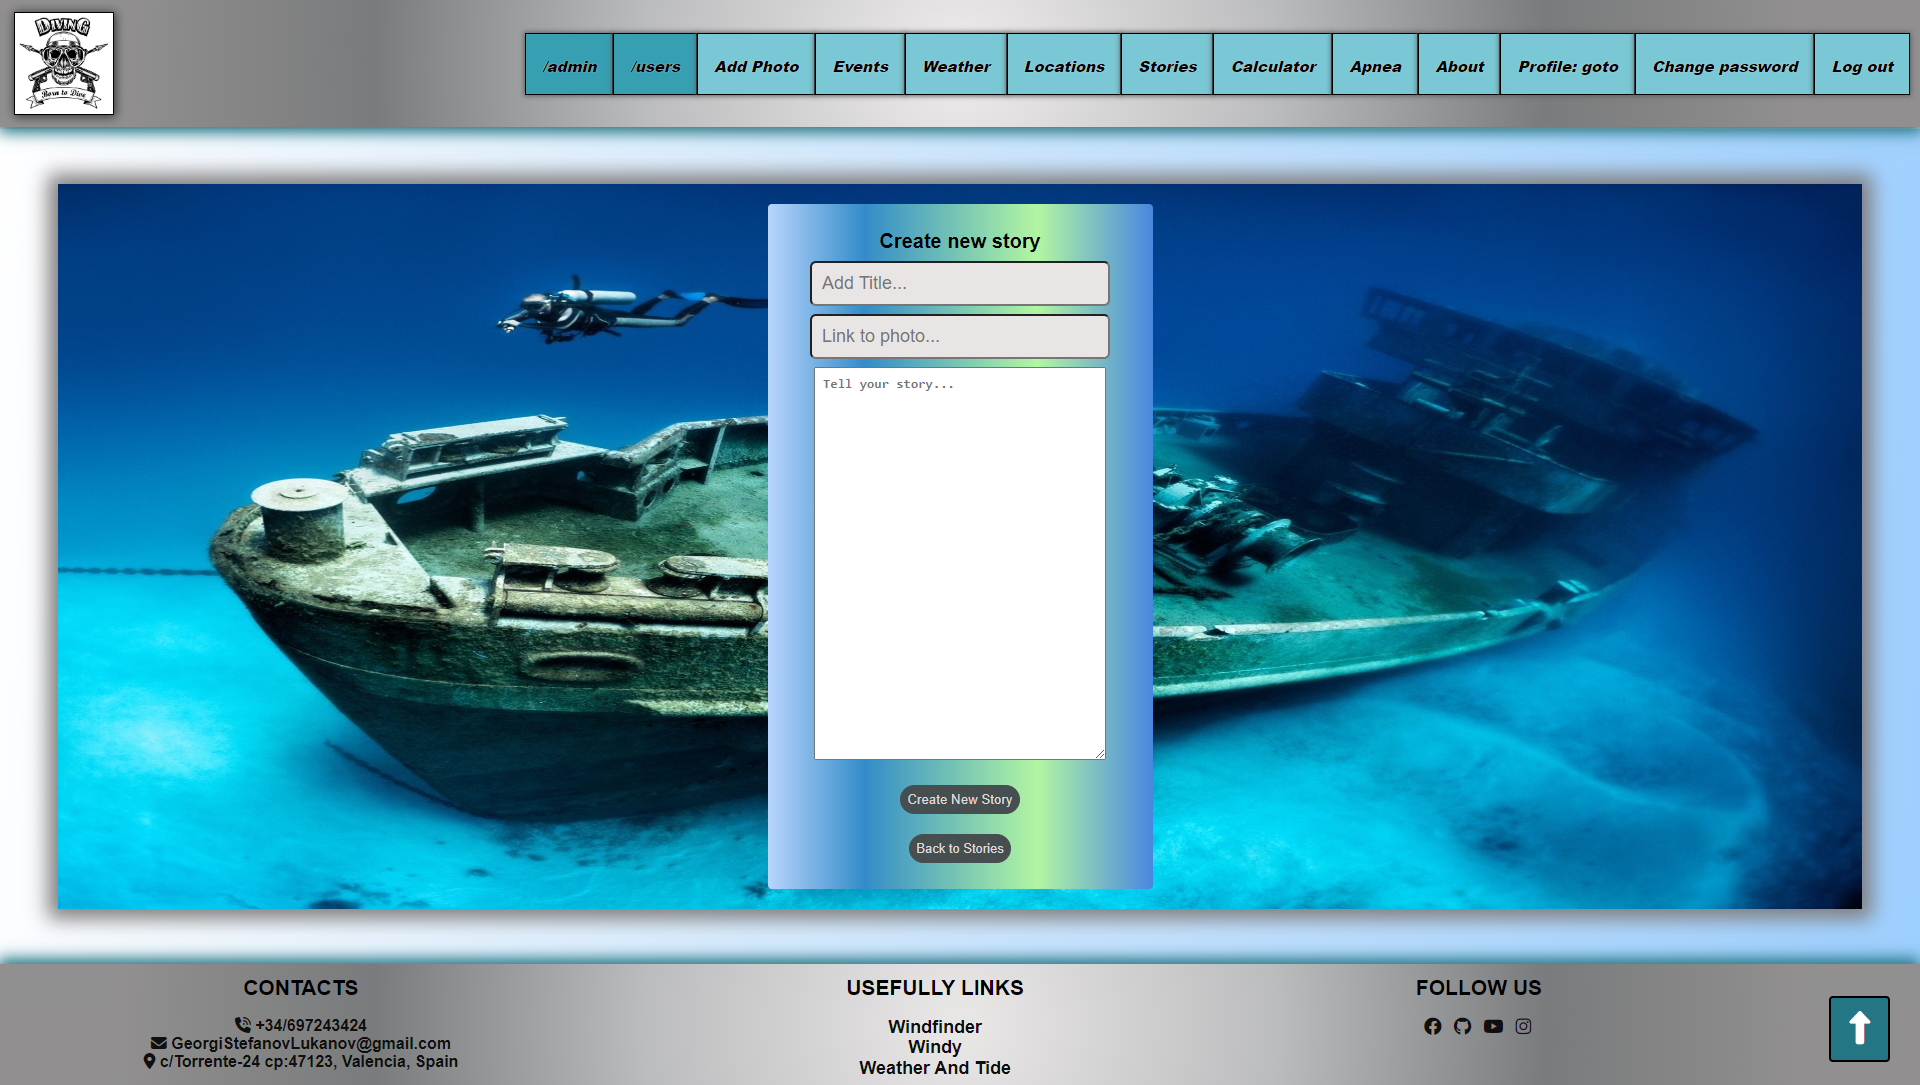 DIVING
Born to Dive
/admin
/users
Add Photo
Events
Weather
Locations
Stories
Calculator
Apnea
About
Profile: goto
Change password
Log out
Create new story
Add Title...
Link to photo...
Tell your story...
Create New Story
Back to Stories
CONTACTS
+34/697243424
GeorgiStefanovLukanov@gmail.com
c/Torrente-24 cp:47123, Valencia, Spain
USEFULLY LINKS
Windfinder
Windy
Weather And Tide
FOLLOW US